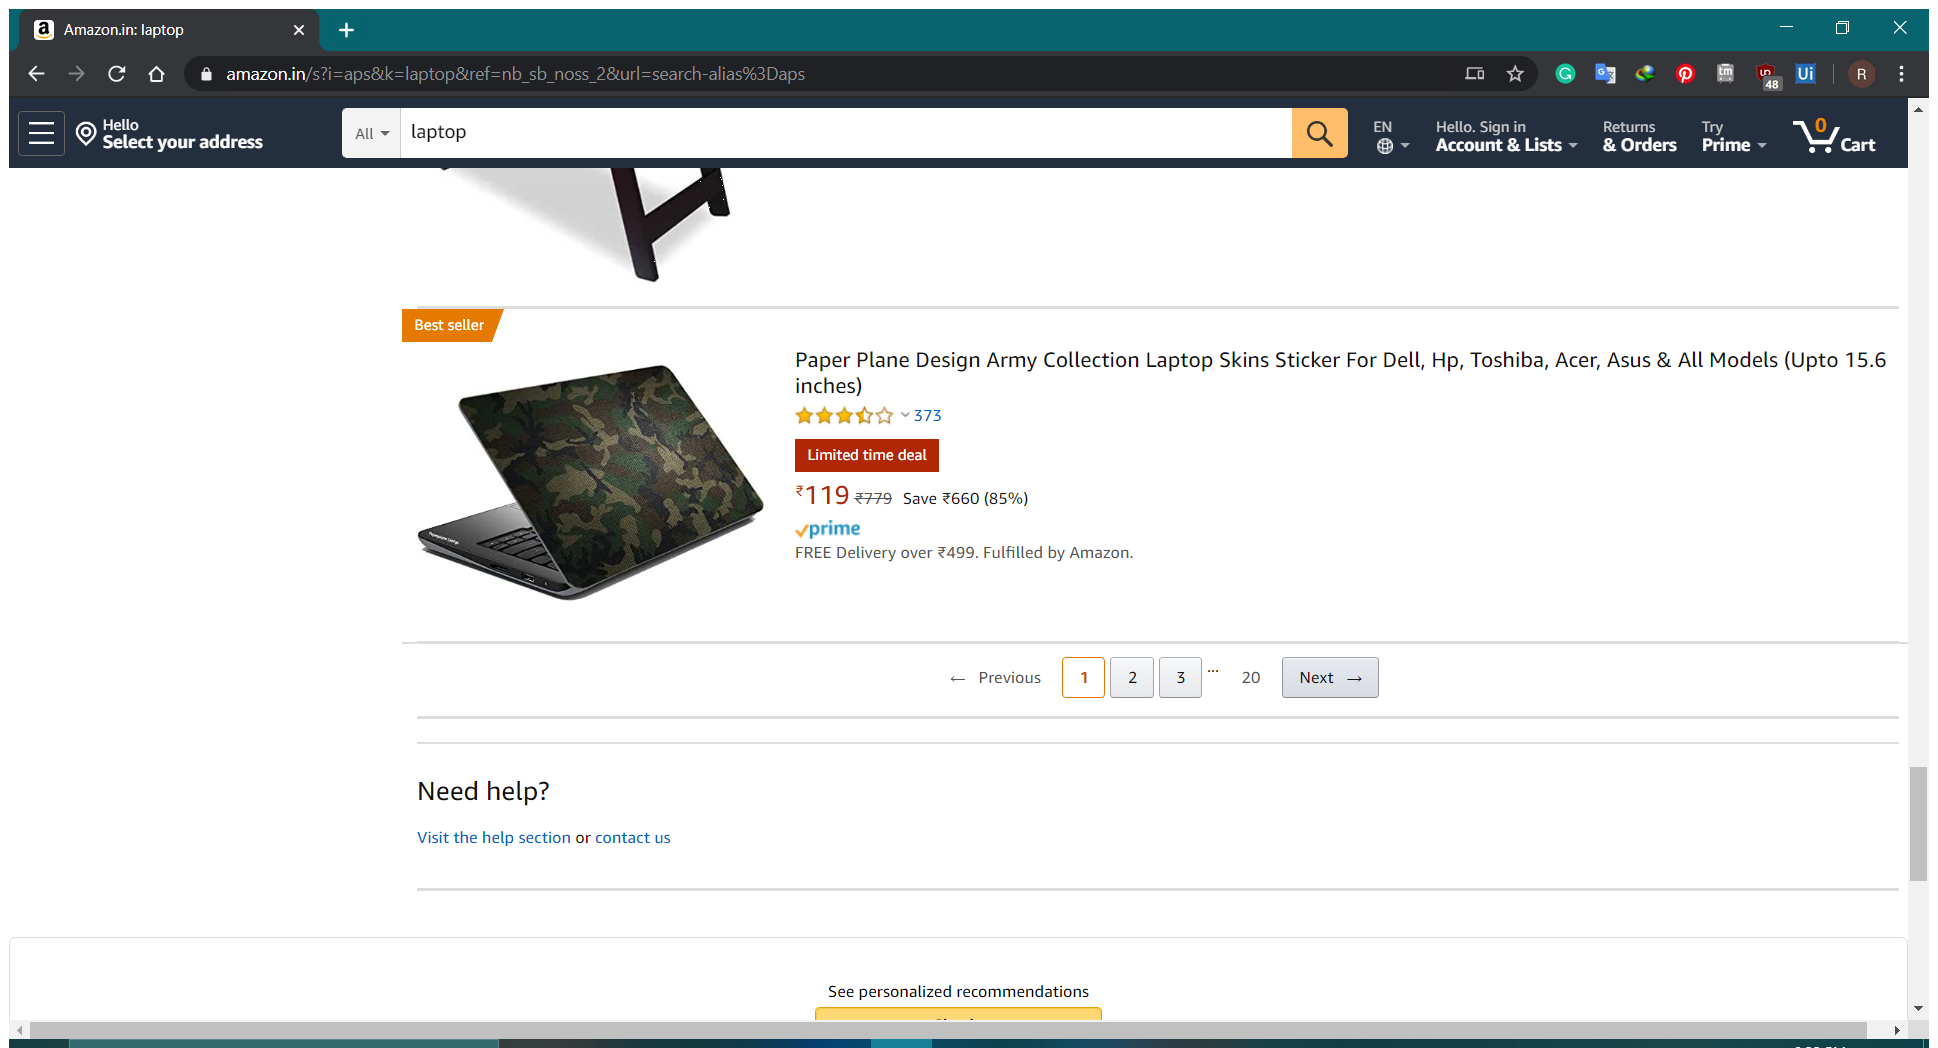 Amazon.in: laptop
amazon.in/s?i=aps&k=laptop&ref=nb_sb_noss_2&url=search-alias%3Daps
48
Ui
R
Hello
Select your address
All
laptop
EN
Hello. Sign in
Account & Lists
Returns
& Orders
Try
Prime
0
Cart
Best seller
Paper Plane Design Army Collection Laptop Skins Sticker For Dell, Hp, Toshiba, Acer, Asus & All Models (Upto 15.6
inches)
373
Limited time deal
₹119 ₹779 Save ₹660 (85%)
prime
FREE Delivery over ₹499. Fulfilled by Amazon.
← Previous 1 2 3 ... 20 Next →
Need help?
Visit the help section or contact us
See personalized recommendations